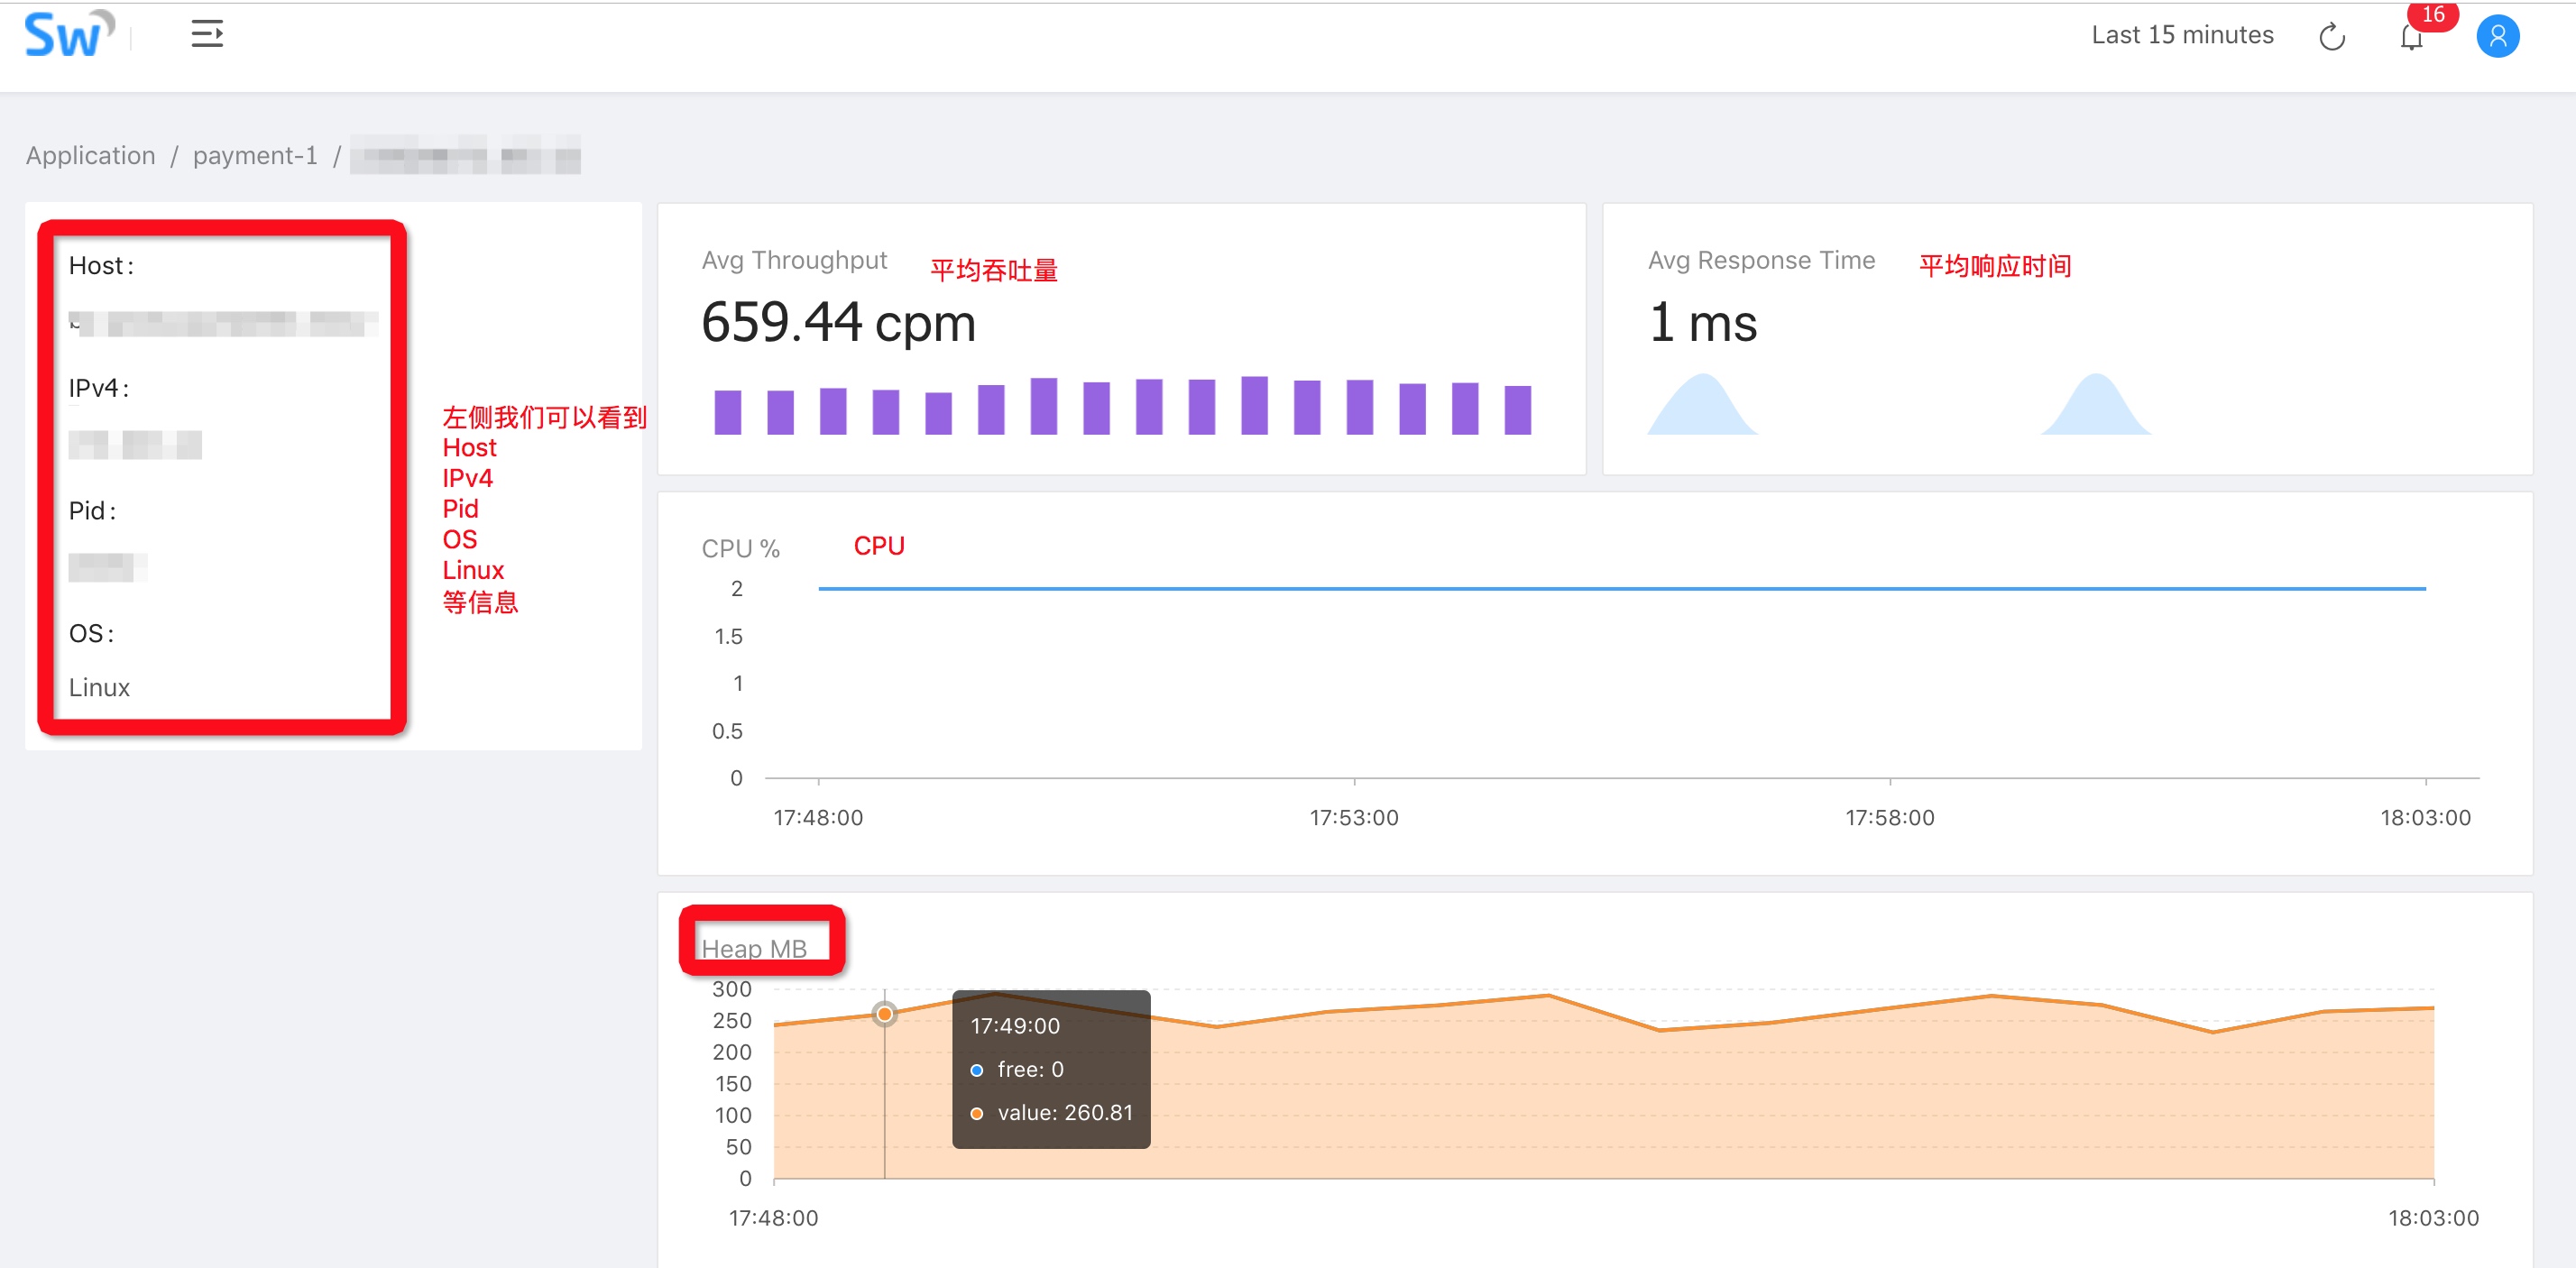 Sw
Last 15 minutes
16
Application / payment-1 /
Host:
IPv4:
Pid:
OS:
Linux
左侧我们可以看到
Host
IPv4
Pid
OS
Linux
等信息
Avg Throughput 平均吞吐量
659.44 cpm
Avg Response Time 平均响应时间
1 ms
CPU % CPU
2
1.5
1
0.5
0
17:48:00 17:53:00 17:58:00 18:03:00
Heap MB
300
250
200
150
100
50
0
17:49:00
free: 0
value: 260.81
17:48:00 18:03:00